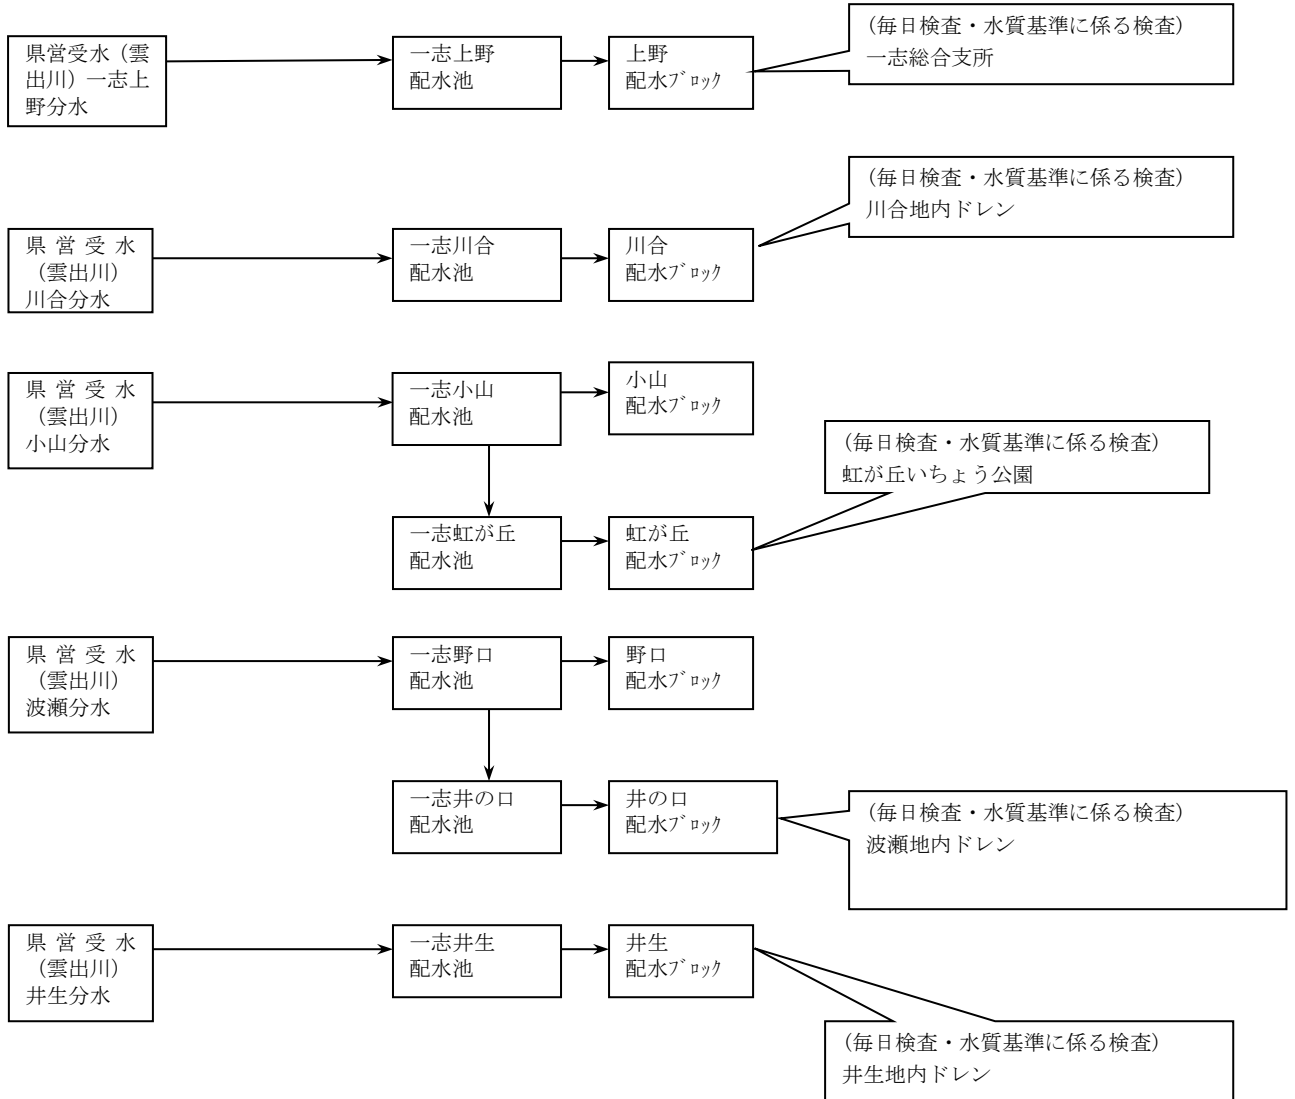 県営受水（雲
出川）一志上
野分水
一志上野
配水池
上野
配水ﾌﾞﾛｯｸ
（毎日検査・水質基準に係る検査）
一志総合支所
県営受水
（雲出川）
川合分水
一志川合
配水池
川合
配水ﾌﾞﾛｯｸ
（毎日検査・水質基準に係る検査）
川合地内ドレン
県営受水
（雲出川）
小山分水
一志小山
配水池
小山
配水ﾌﾞﾛｯｸ
一志虹が丘
配水池
虹が丘
配水ﾌﾞﾛｯｸ
（毎日検査・水質基準に係る検査）
虹が丘いちょう公園
県営受水
（雲出川）
波瀬分水
一志野口
配水池
野口
配水ﾌﾞﾛｯｸ
一志井の口
配水池
井の口
配水ﾌﾞﾛｯｸ
（毎日検査・水質基準に係る検査）
波瀬地内ドレン
県営受水
（雲出川）
井生分水
一志井生
配水池
井生
配水ﾌﾞﾛｯｸ
（毎日検査・水質基準に係る検査）
井生地内ドレン